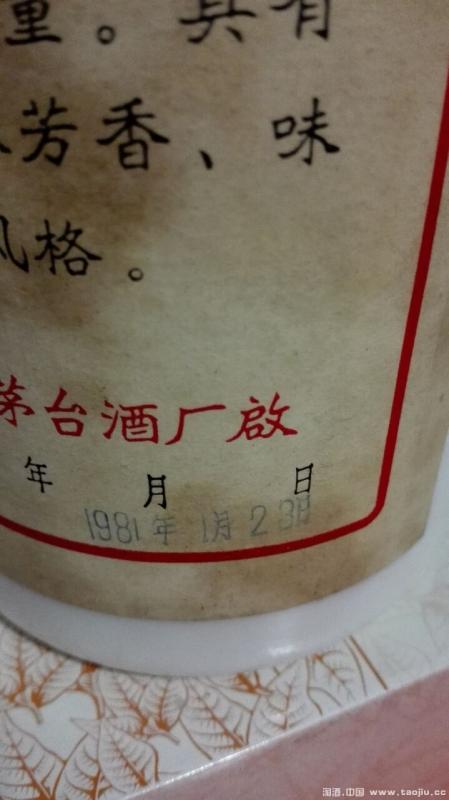 重。具有
芳香、味
风格。
茅台酒厂啟
年 月 日
1981年 1月23日
淘酒.中国 www.taojiu.cc